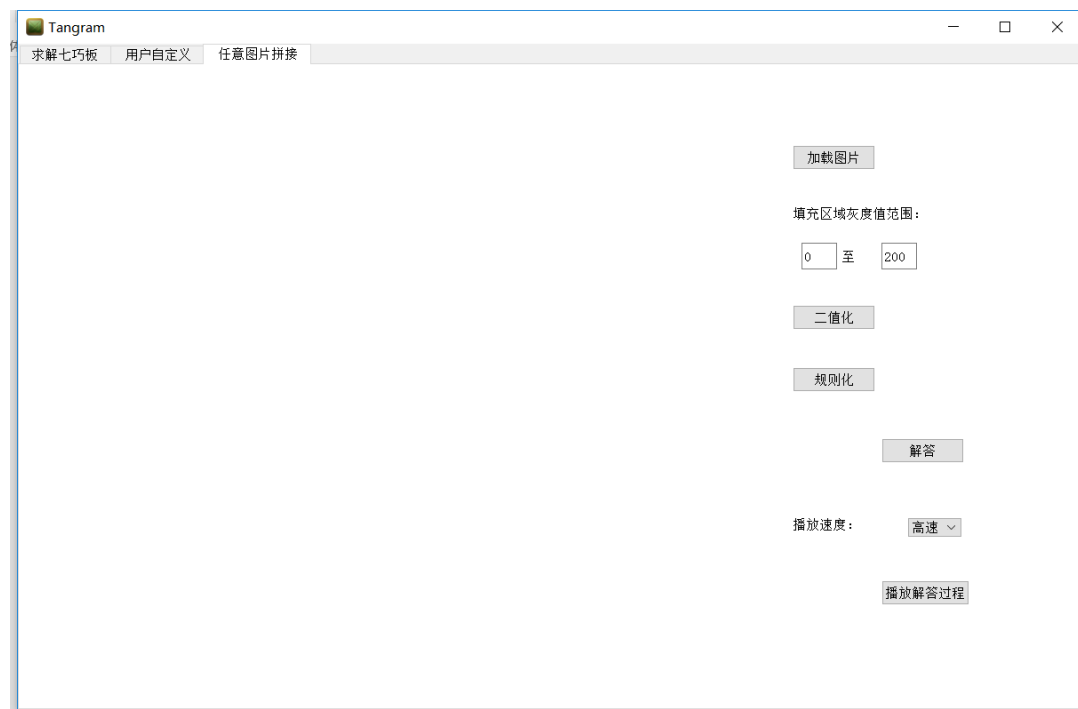 Tangram
求解七巧板 用户自定义 任意图片拼接
加载图片
填充区域灰度值范围：
0 至 200
二值化
规则化
解答
播放速度： 高速
播放解答过程